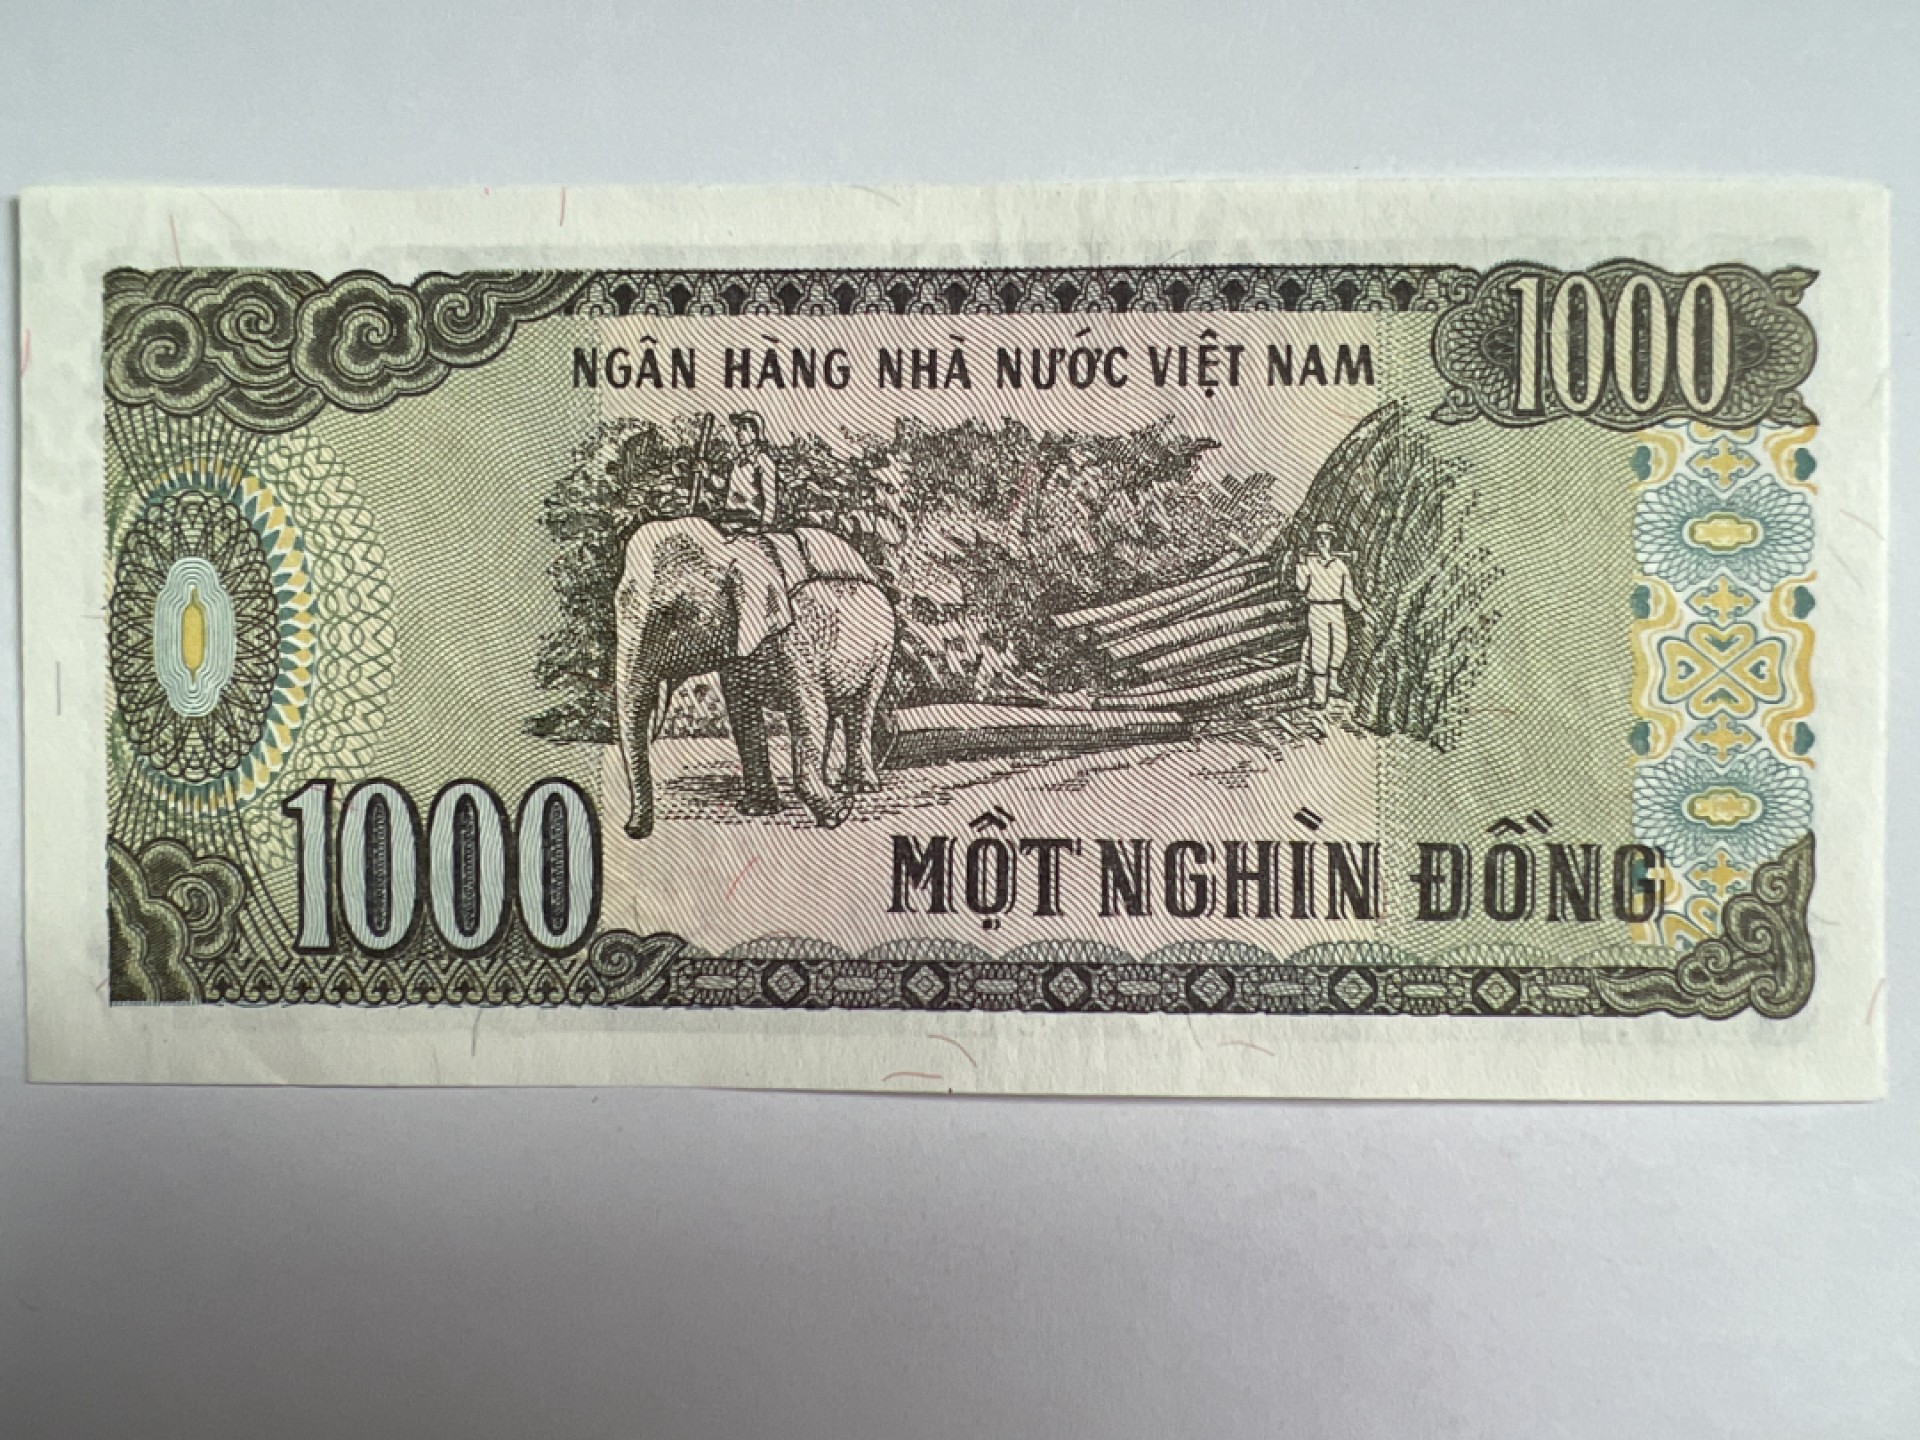 NGÂN HÀNG NHÀ NƯỚC VIỆT NAM
1000
1000
MỘT NGHÌN ĐỒNG